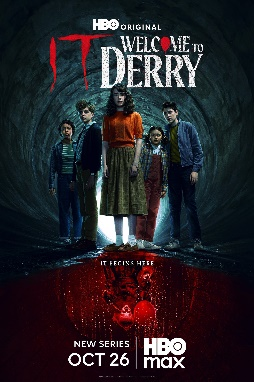 HBO ORIGINAL
IT WELCOME TO
DERRY
IT BEGINS HERE
NEW SERIES
OCT 26
HBO
max